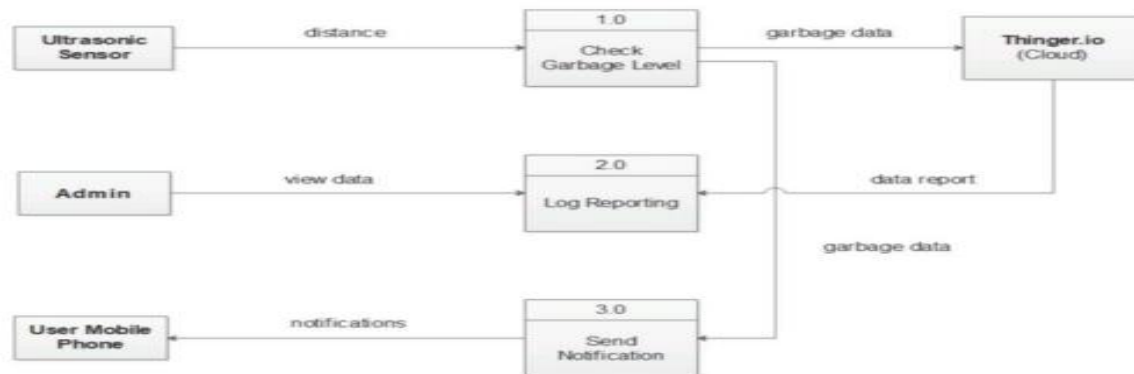 1.0
distance
garbage data
Ultrasonic
Sensor
Check
Garbage Level
Thinger.io
(Cloud)
2.0
view data
data report
Admin
Log Reporting
garbage data
3.0
notifications
User Mobile
Phone
Send
Notification